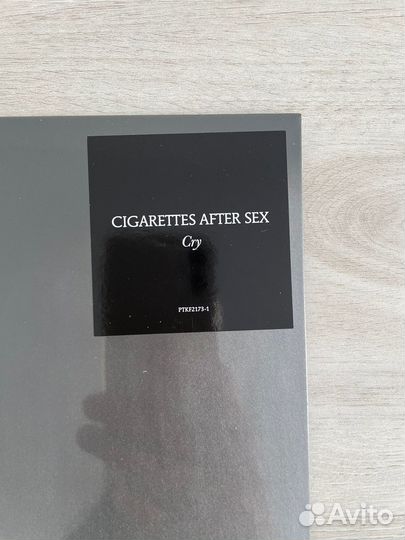 CIGARETTES AFTER SEX
Cry
PTKF2173-1
Avito